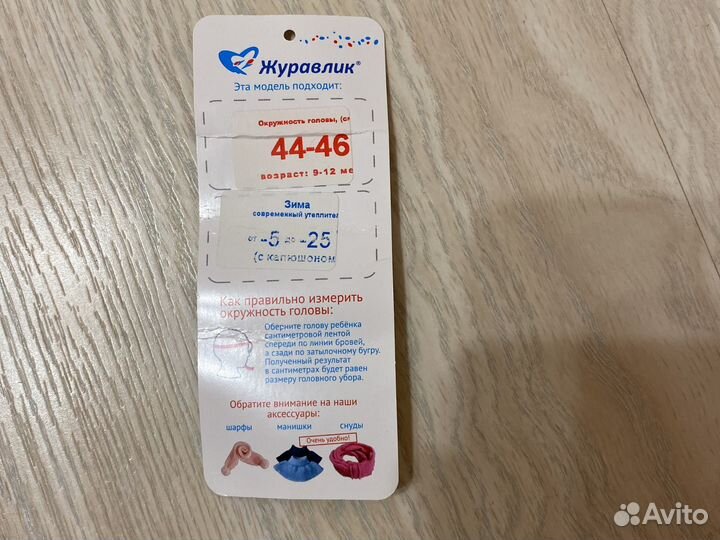 Журавлик®
Эта модель подходит:
Окружность головы, (см
44-46
возраст: 9-12 ме
Зима
современный утеплител
от -5 до -25
(с капюшоном
Как правильно измерить
окружность головы:
Оберните голову ребёнка
сантиметровой лентой
спереди по линии бровей,
а сзади по затылочному бугру.
Полученный результат
в сантиметрах будет равен
размеру головного убора.
Обратите внимание на наши
аксессуары:
шарфы манишки снуды
Очень удобно!
Avito